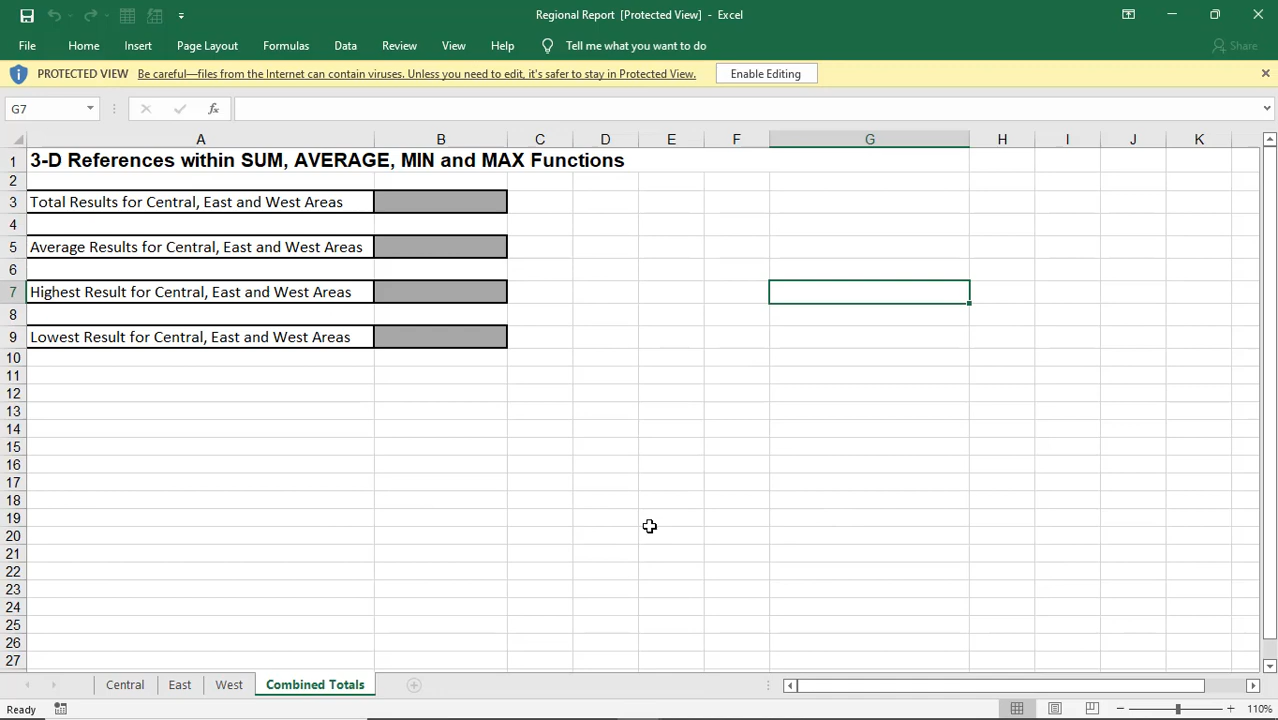 Regional Report [Protected View] - Excel
File Home Insert Page Layout Formulas Data Review View Help Tell me what you want to do Share
PROTECTED VIEW Be careful—files from the Internet can contain viruses. Unless you need to edit, it's safer to stay in Protected View. Enable Editing
G7 fx
A B C D E F G H I J K
1 3-D References within SUM, AVERAGE, MIN and MAX Functions
2
3 Total Results for Central, East and West Areas
4
5 Average Results for Central, East and West Areas
6
7 Highest Result for Central, East and West Areas
8
9 Lowest Result for Central, East and West Areas
10
11
12
13
14
15
16
17
18
19
20
21
22
23
24
25
26
27
Central East West Combined Totals
Ready 110%